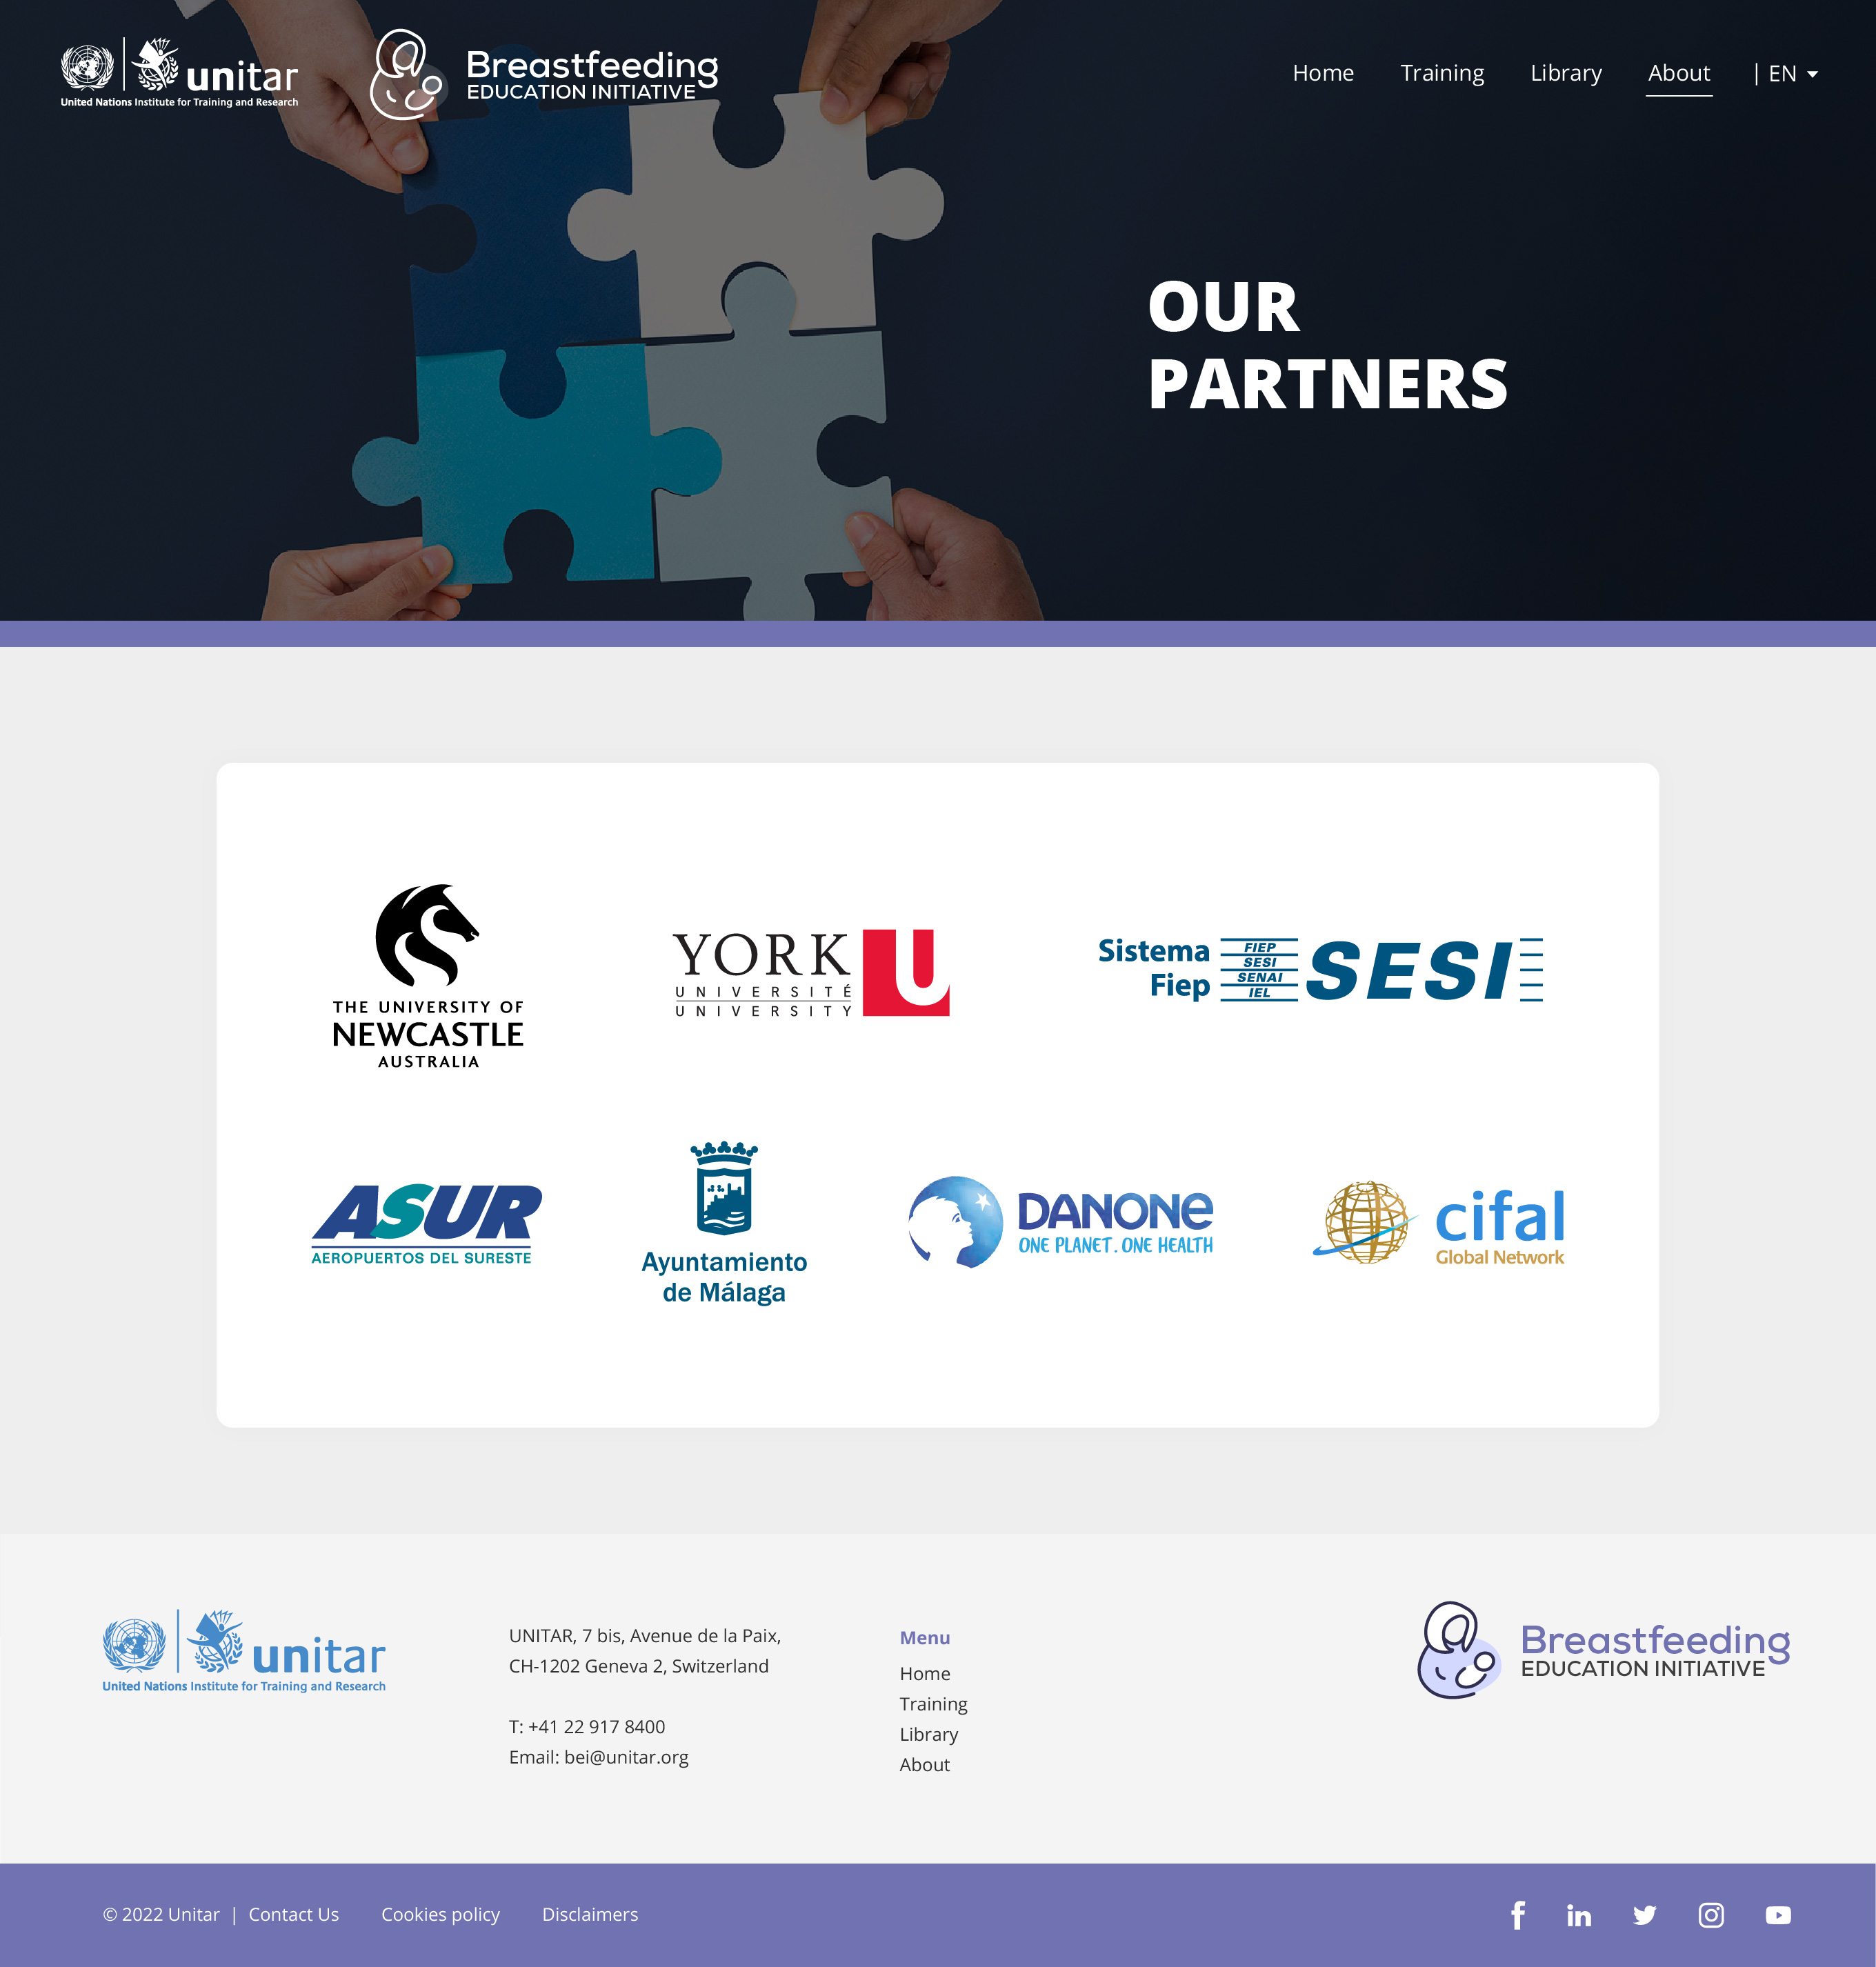 unitar
United Nations Institute for Training and Research
Breastfeeding
EDUCATION INITIATIVE
Home
Training
Library
About
| EN
OUR
PARTNERS
THE UNIVERSITY OF
NEWCASTLE
AUSTRALIA
YORK
UNIVERSITÉ
UNIVERSITY
U
Sistema
Fiep
FIEP
SESI
SENAI
IEL
SESI
ASUR
AEROPUERTOS DEL SURESTE
Ayuntamiento
de Málaga
DANONE
ONE PLANET. ONE HEALTH
cifal
Global Network
unitar
United Nations Institute for Training and Research
UNITAR, 7 bis, Avenue de la Paix,
CH-1202 Geneva 2, Switzerland
T: +41 22 917 8400
Email: bei@unitar.org
Menu
Home
Training
Library
About
Breastfeeding
EDUCATION INITIATIVE
© 2022 Unitar | Contact Us
Cookies policy
Disclaimers